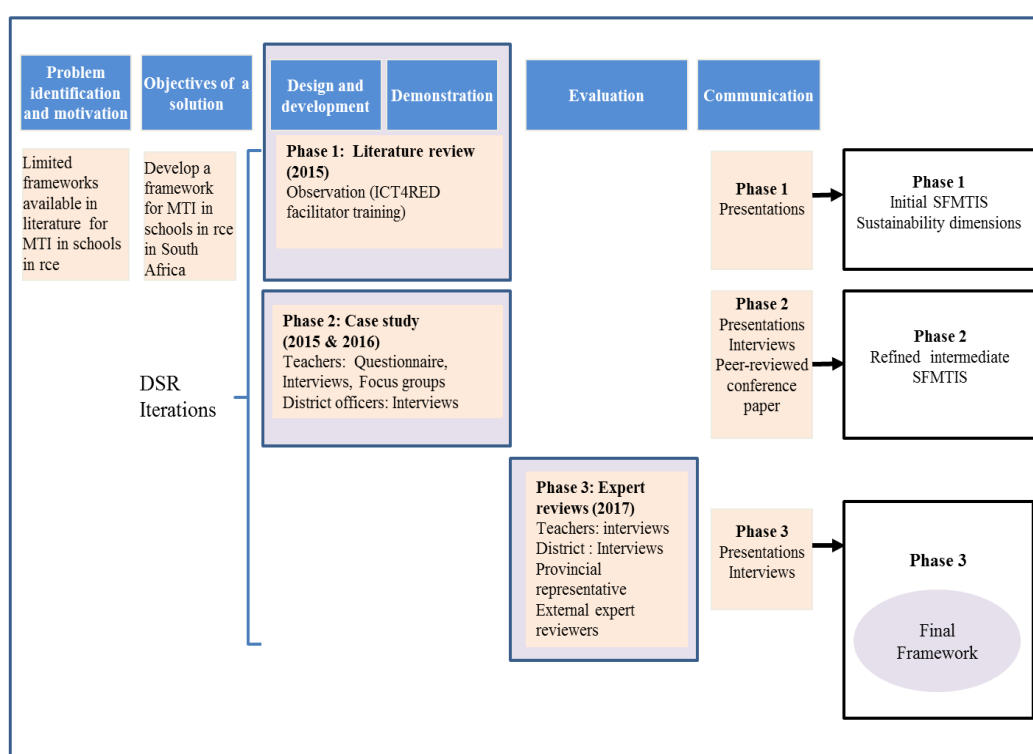 Problem
identification
and motivation
Objectives of a
solution
Design and
development
Demonstration
Evaluation
Communication
Limited
frameworks
available in
literature for
MTI in schools
in rce
Develop a
framework
for MTI in
schools in rce
in South
Africa
Phase 1: Literature review
(2015)
Observation (ICT4RED
facilitator training)
Phase 1
Presentations
Phase 1
Initial SFMTIS
Sustainability dimensions
DSR
Iterations
Phase 2: Case study
(2015 & 2016)
Teachers: Questionnaire,
Interviews, Focus groups
District officers: Interviews
Phase 2
Presentations
Interviews
Peer-reviewed
conference
paper
Phase 2
Refined intermediate
SFMTIS
Phase 3: Expert
reviews (2017)
Teachers: interviews
District : Interviews
Provincial
representative
External expert
reviewers
Phase 3
Presentations
Interviews
Phase 3
Final
Framework